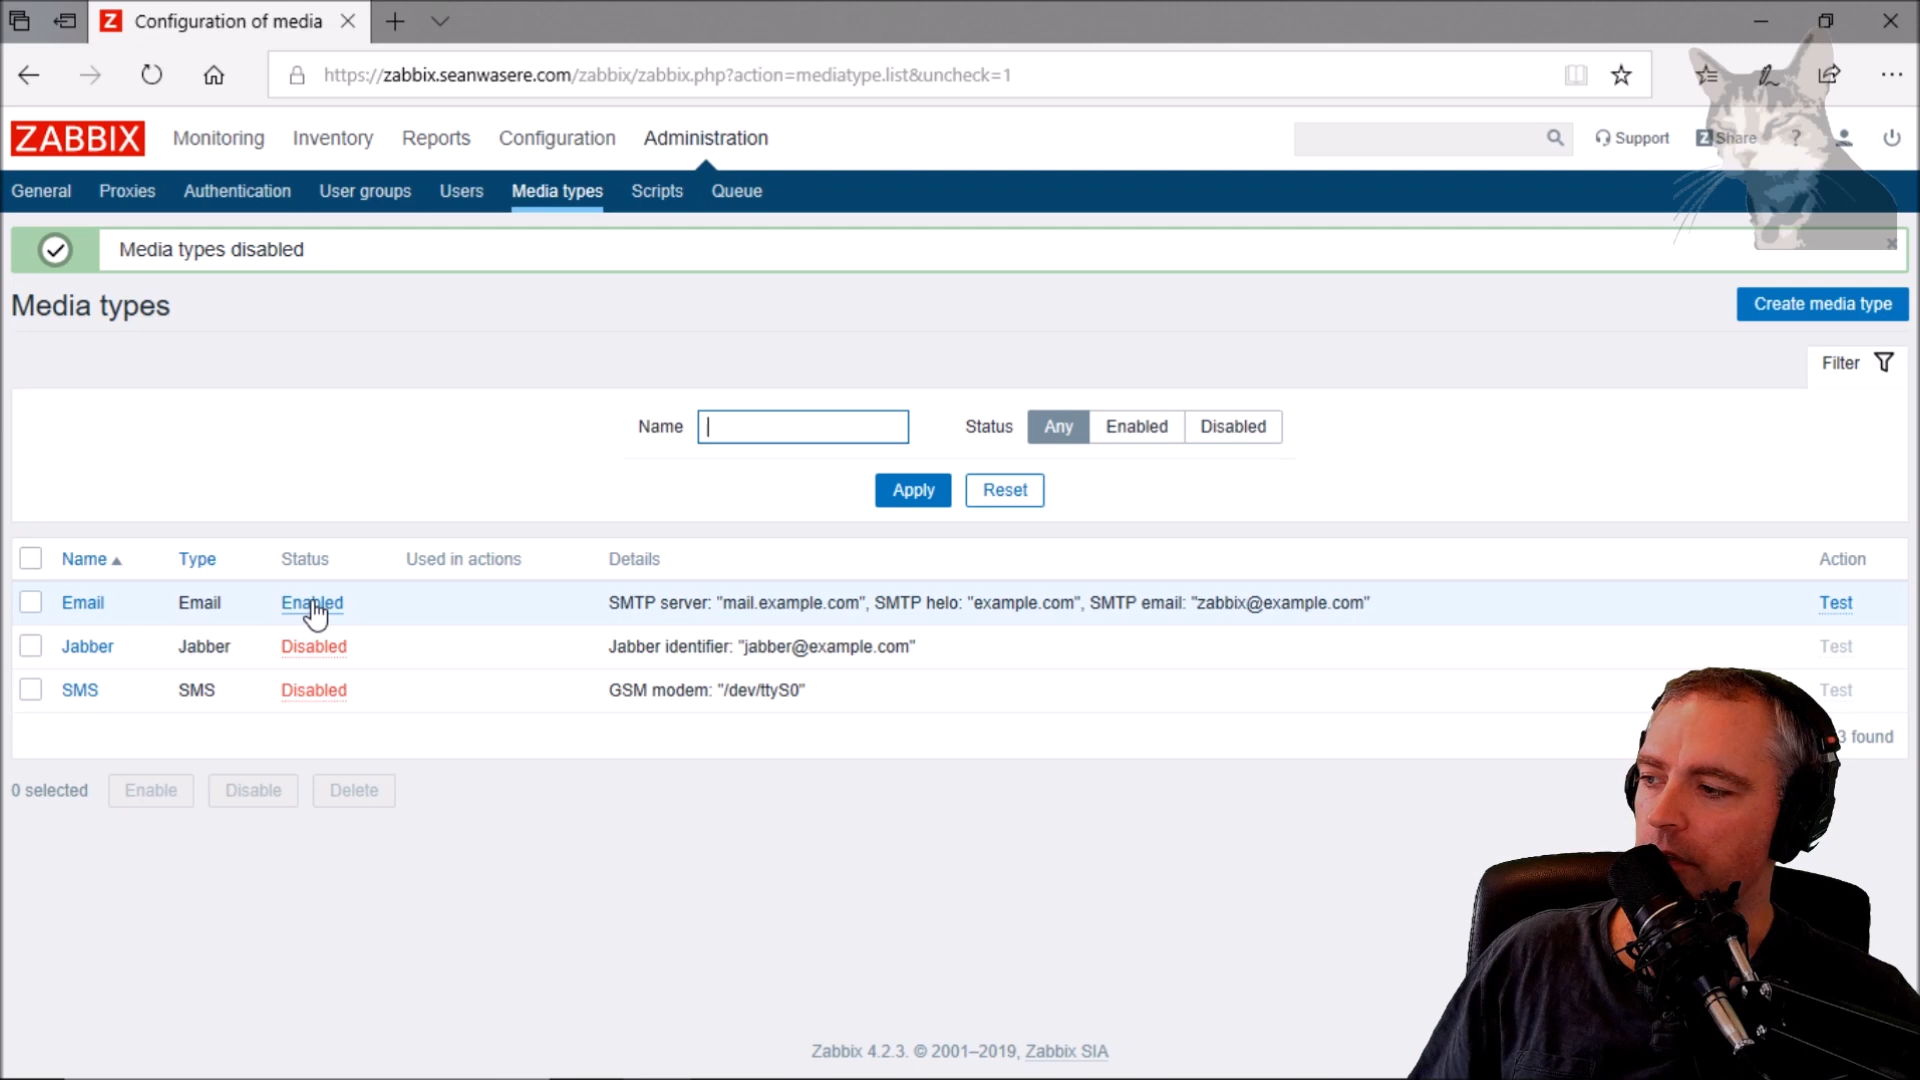 Configuration of media
https://zabbix.seanwasere.com/zabbix/zabbix.php?action=mediatype.list&uncheck=1
ZABBIX Monitoring Inventory Reports Configuration Administration Support Z Share ?
General Proxies Authentication User groups Users Media types Scripts Queue
Media types disabled
Media types Create media type
Filter
Name Status Any Enabled Disabled
Apply Reset
Name Type Status Used in actions Details Action
Email Email Enabled SMTP server: "mail.example.com", SMTP helo: "example.com", SMTP email: "zabbix@example.com" Test
Jabber Jabber Disabled Jabber identifier: "jabber@example.com" Test
SMS SMS Disabled GSM modem: "/dev/ttyS0" Test
3 found
0 selected Enable Disable Delete
Zabbix 4.2.3. © 2001–2019, Zabbix SIA